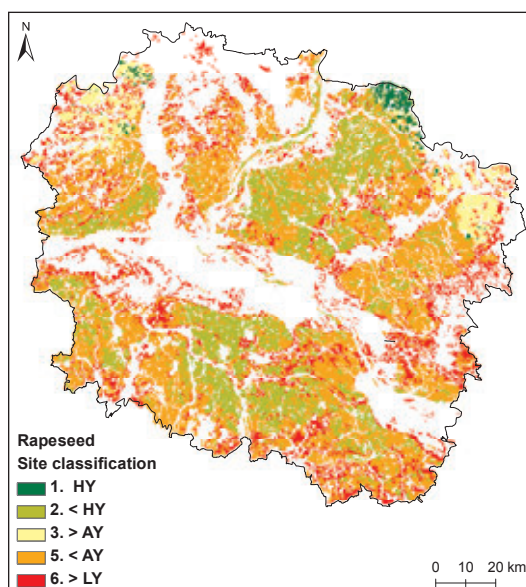 N
Rapeseed
Site classification
1. HY
2. < HY
3. > AY
5. < AY
6. > LY
0 10 20 km